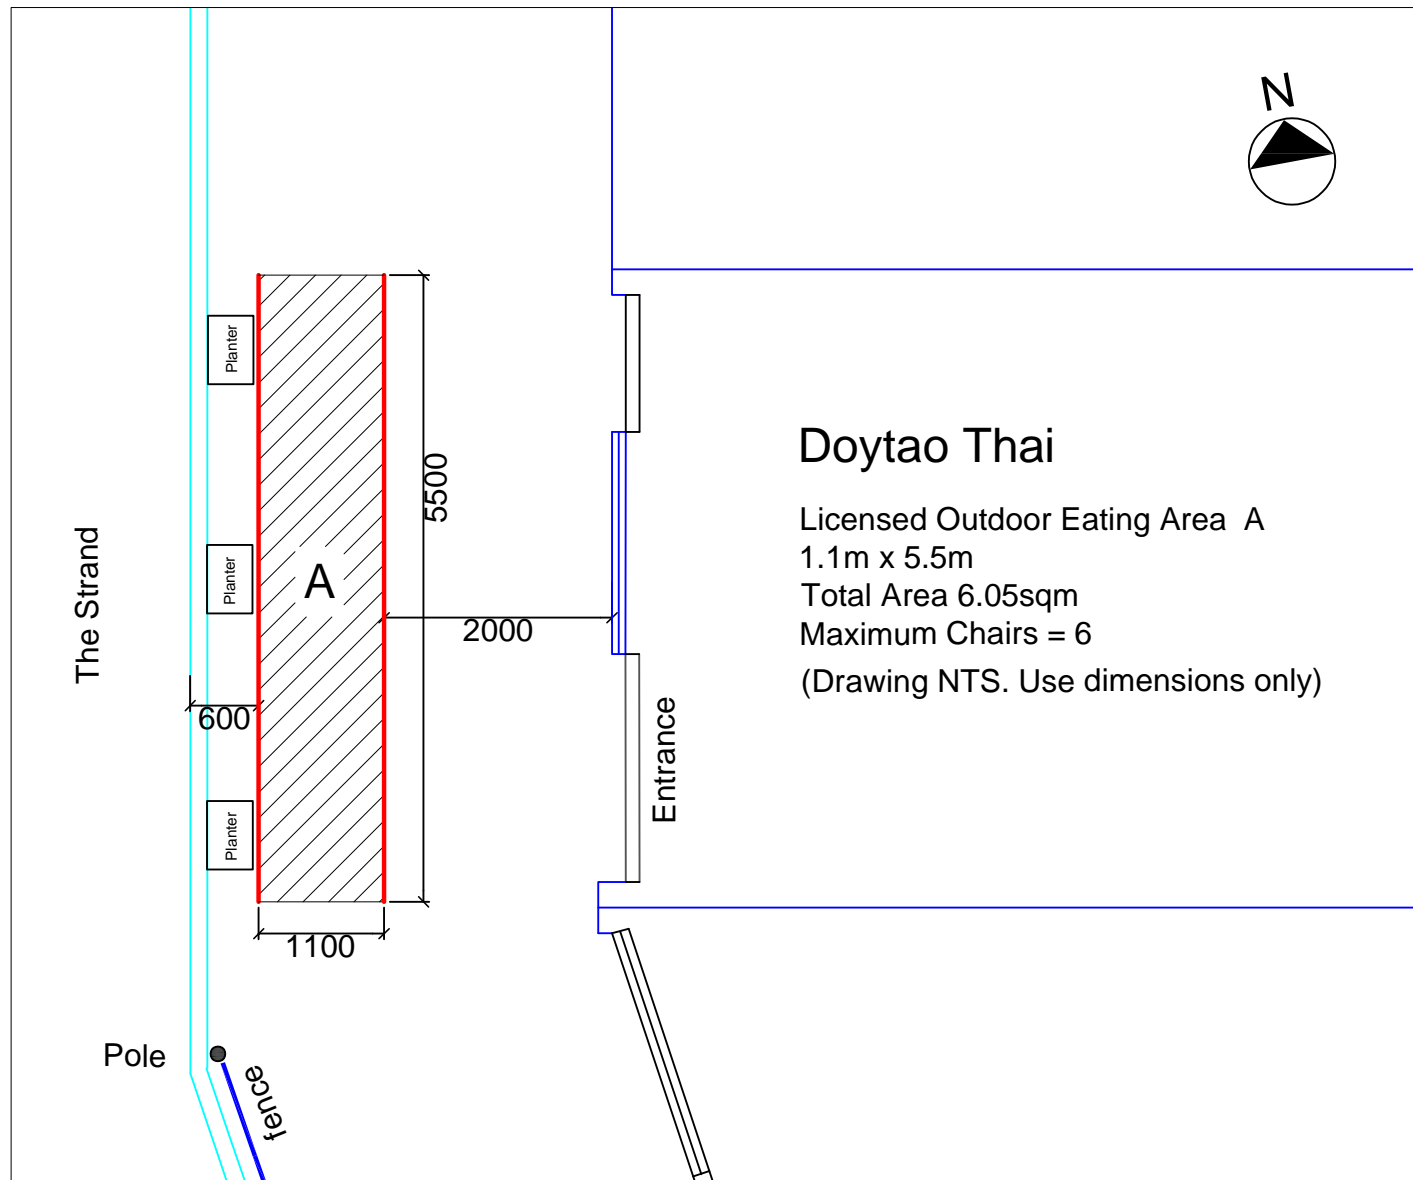 N
Planter
5500
Doytao Thai
Licensed Outdoor Eating Area A
1.1m x 5.5m
Total Area 6.05sqm
Maximum Chairs = 6
(Drawing NTS. Use dimensions only)
The Strand
Planter
A
2000
600
Entrance
Planter
1100
Pole
fence